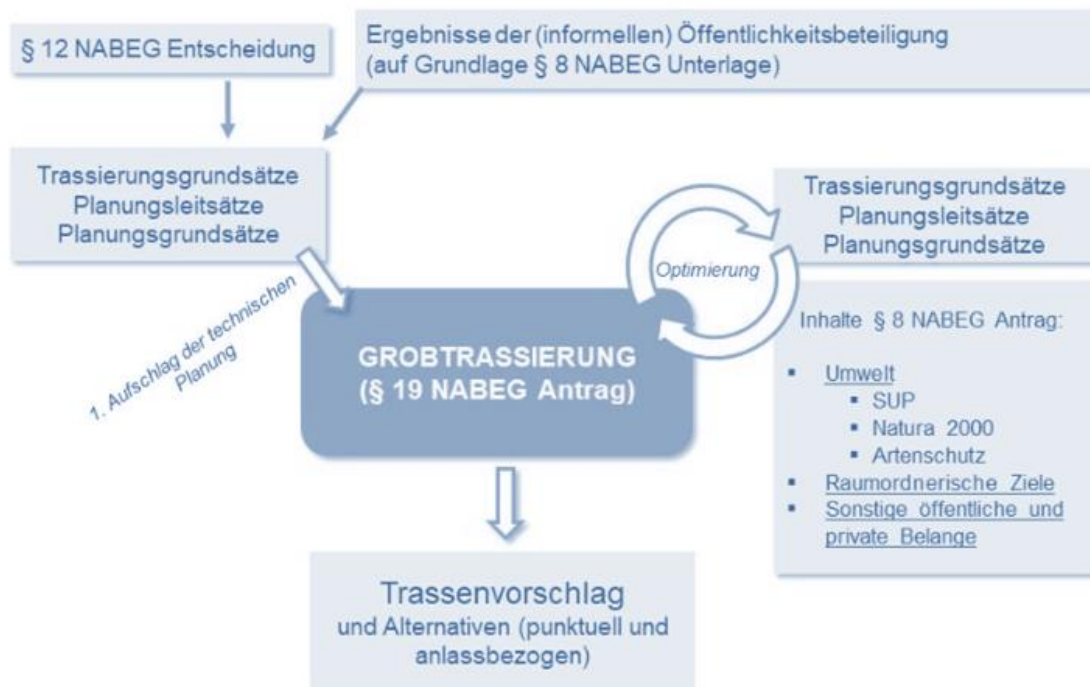 § 12 NABEG Entscheidung
Ergebnisse der (informellen) Öffentlichkeitsbeteiligung
(auf Grundlage § 8 NABEG Unterlage)
Trassierungsgrundsätze
Planungsleitsätze
Planungsgrundsätze
1. Aufschlag der technischen
Planung
GROBTRASSIERUNG
(§ 19 NABEG Antrag)
Optimierung
Trassierungsgrundsätze
Planungsleitsätze
Planungsgrundsätze
Inhalte § 8 NABEG Antrag:
▪ Umwelt
▪ SUP
▪ Natura 2000
▪ Artenschutz
▪ Raumordnerische Ziele
▪ Sonstige öffentliche und
private Belange
Trassenvorschlag
und Alternativen (punktuell und
anlassbezogen)